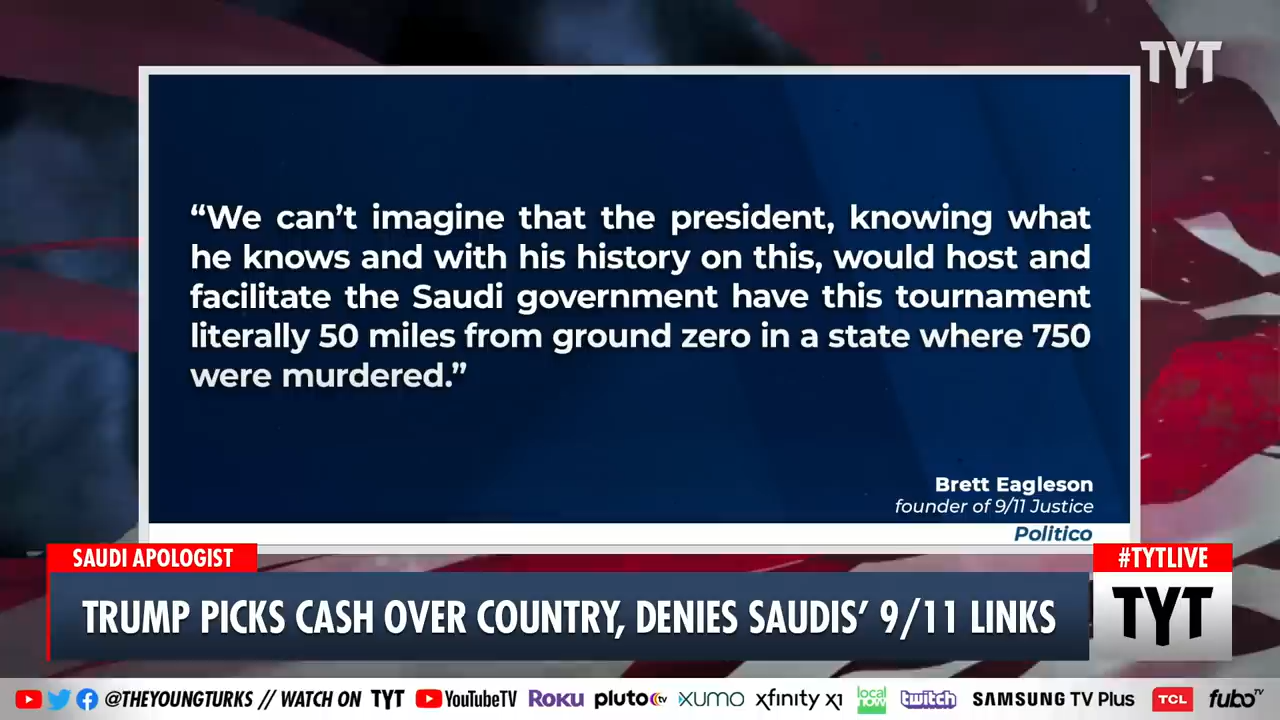 TYT
“We can’t imagine that the president, knowing what
he knows and with his history on this, would host and
facilitate the Saudi government have this tournament
literally 50 miles from ground zero in a state where 750
were murdered.”
Brett Eagleson
founder of 9/11 Justice
Politico
SAUDI APOLOGIST
#TYTLIVE
TRUMP PICKS CASH OVER COUNTRY, DENIES SAUDIS’ 9/11 LINKS
TYT
@THEYOUNGTURKS // WATCH ON TYT YouTubeTV ROKU pluto tv XUMO xfinity X1 local now twitch SAMSUNG TV Plus TCL fubo TV